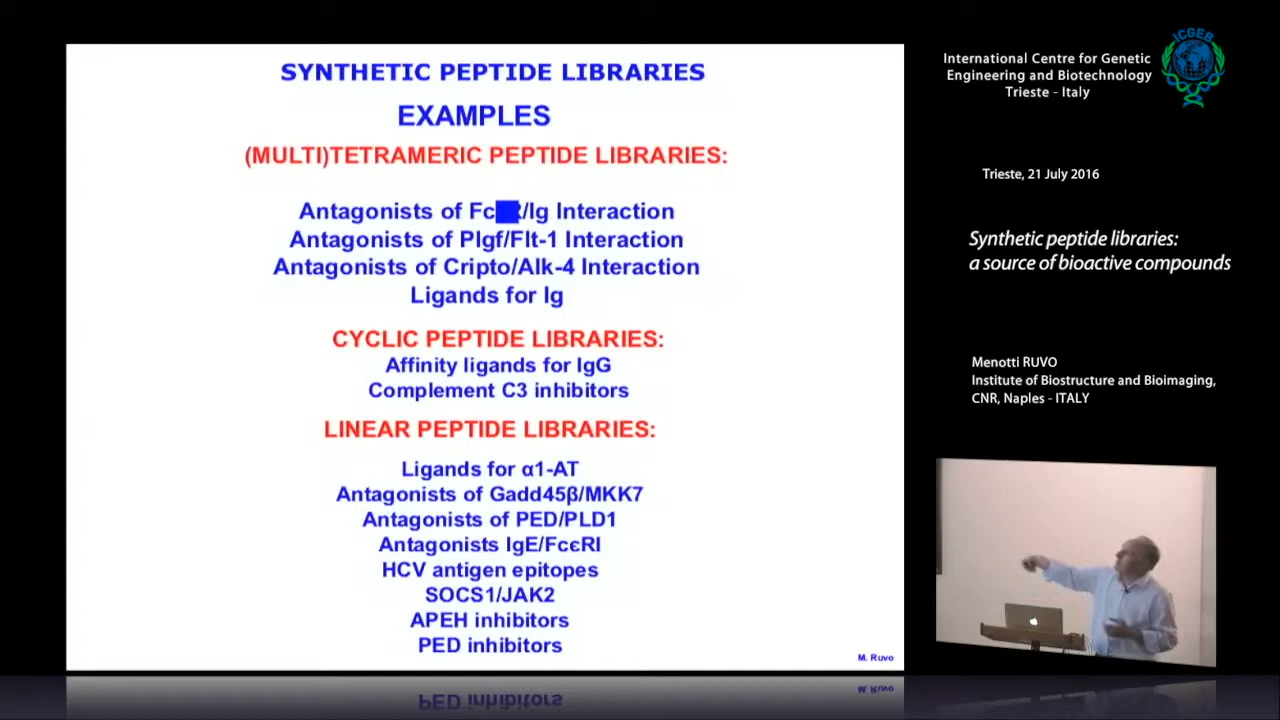 SYNTHETIC PEPTIDE LIBRARIES
EXAMPLES
(MULTI)TETRAMERIC PEPTIDE LIBRARIES:
Antagonists of Interaction
Antagonists of Plgf/Flt-1 Interaction
Antagonists of Cripto/Alk-4 Interaction
Ligands for Ig
CYCLIC PEPTIDE LIBRARIES:
Affinity ligands for IgG
Complement C3 inhibitors
LINEAR PEPTIDE LIBRARIES:
Ligands for α1-AT
Antagonists of Gadd45β/MKK7
Antagonists of PED/PLD1
Antagonists IgE/FcєRI
HCV antigen epitopes
SOCS1/JAK2
APEH inhibitors
PED inhibitors
M. Ruvo
International Centre for Genetic
Engineering and Biotechnology
Trieste - Italy
ICGEB
Trieste, 21 July 2016
Synthetic peptide libraries:
a source of bioactive compounds
Menotti RUVO
Institute of Biostructure and Bioimaging,
CNR, Naples - ITALY